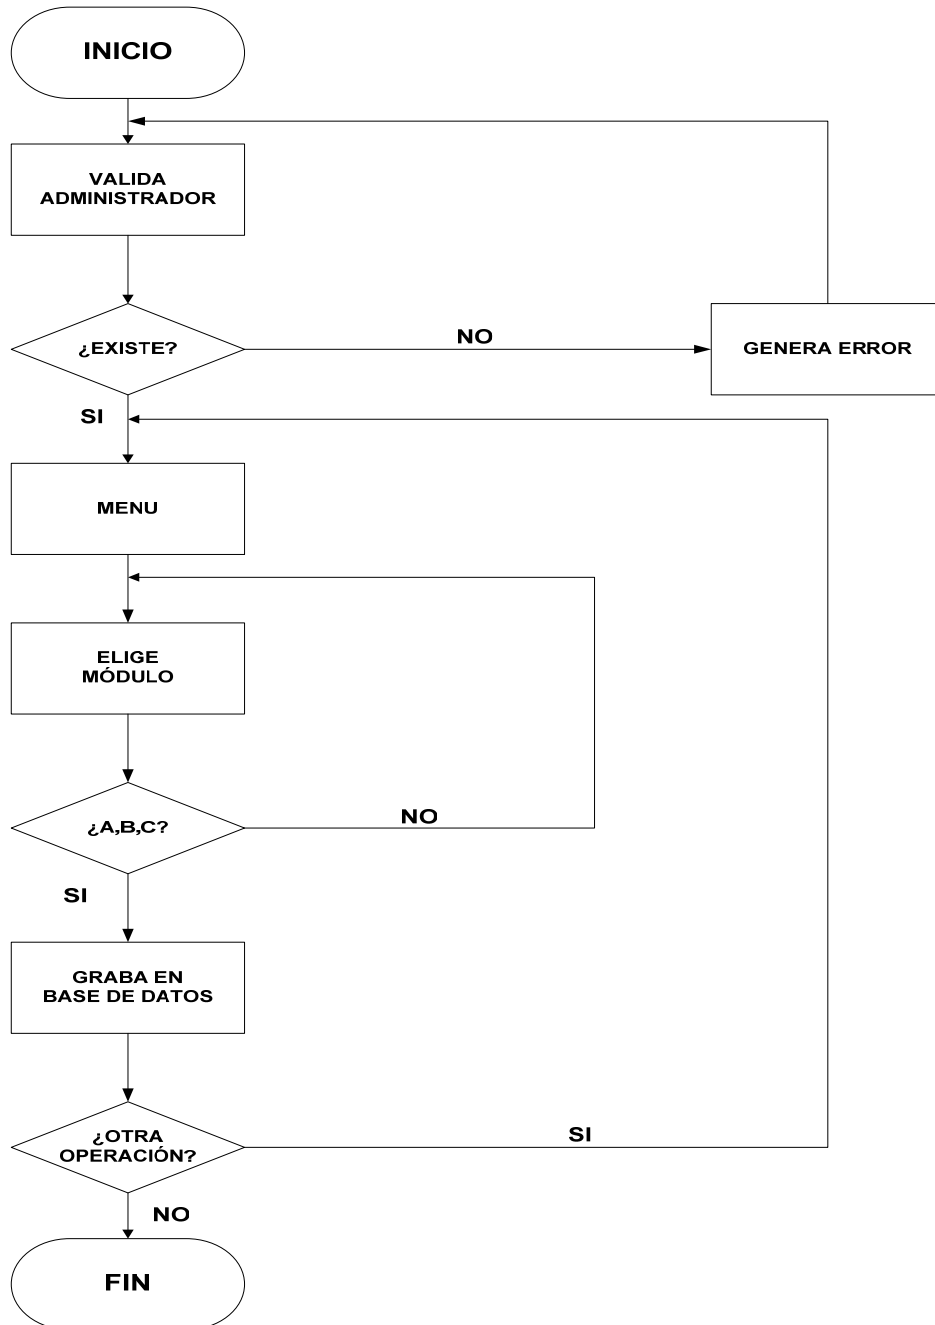 INICIO
VALIDA
ADMINISTRADOR
¿EXISTE?
NO
GENERA ERROR
SI
MENU
ELIGE
MÓDULO
¿A,B,C?
NO
SI
GRABA EN
BASE DE DATOS
¿OTRA
OPERACIÓN?
SI
NO
FIN